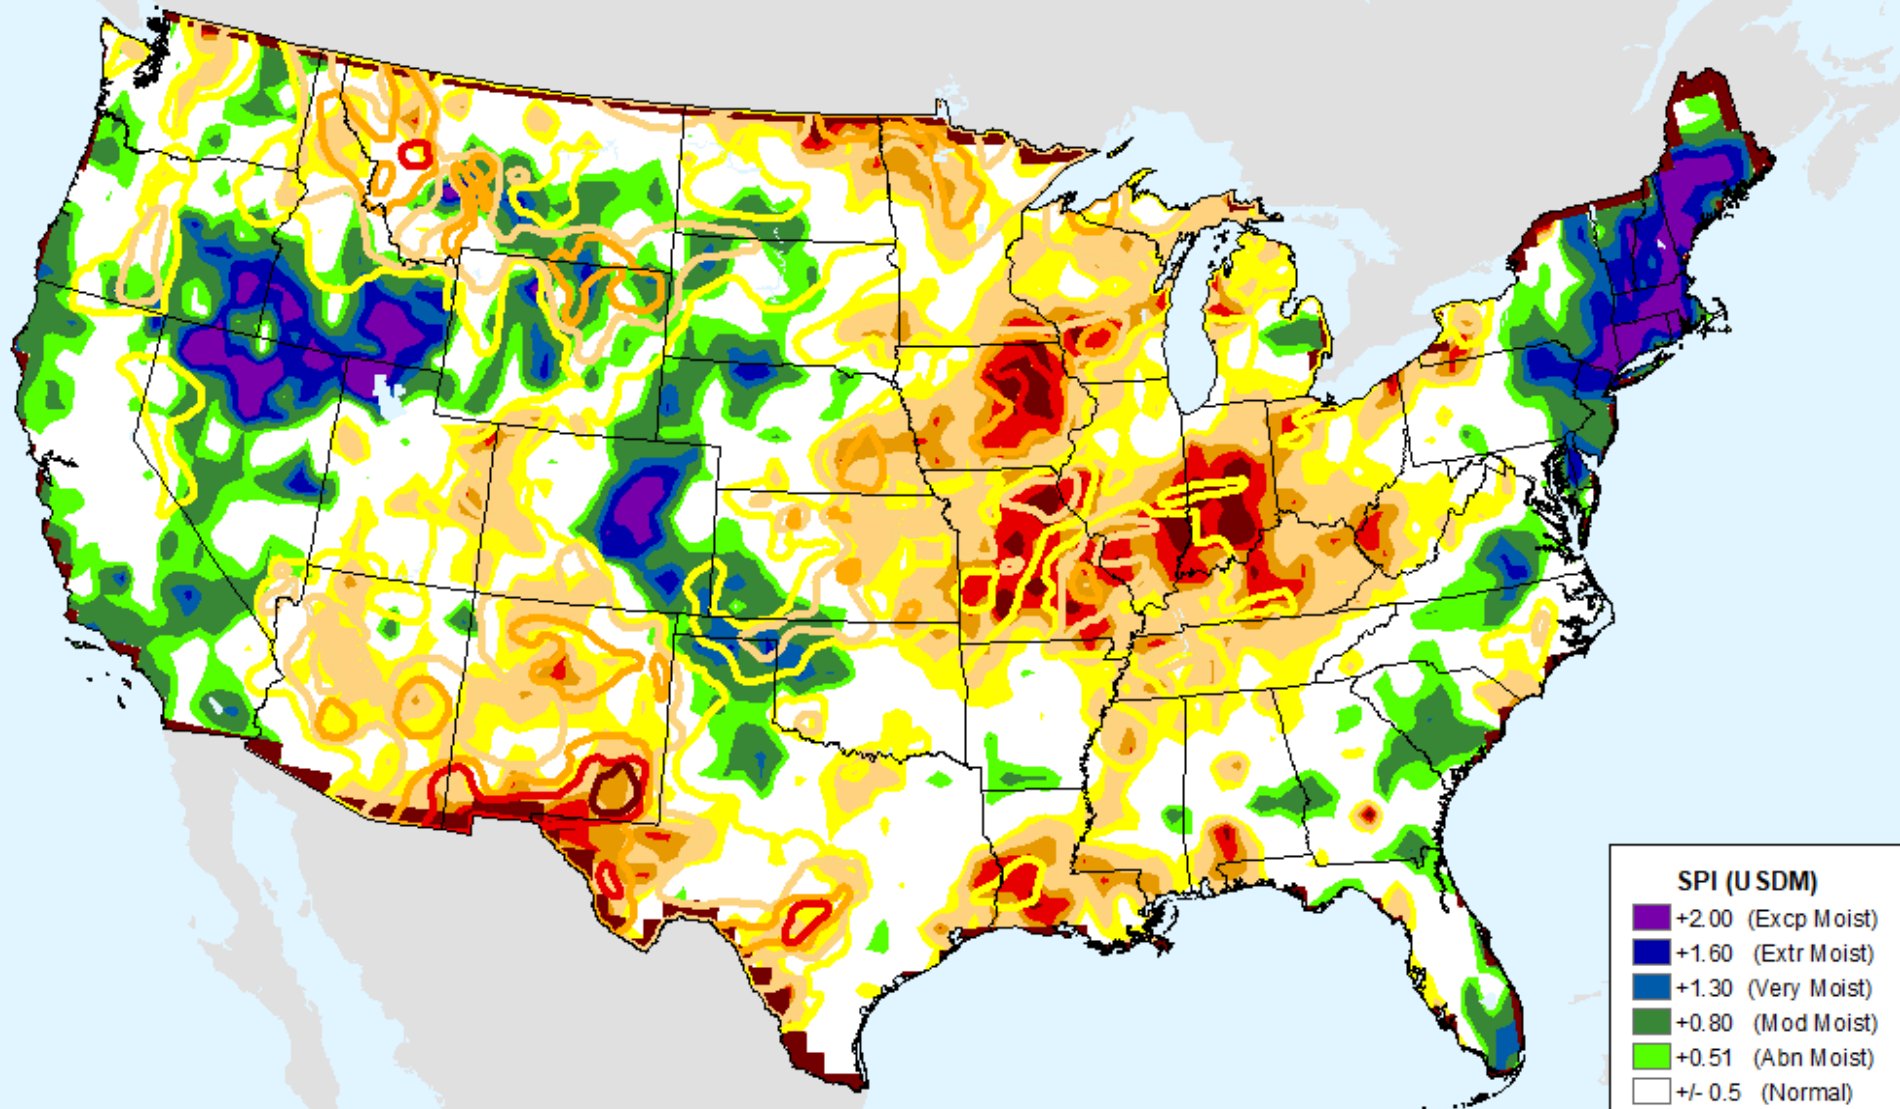 SPI (USDM)
+2.00 (Excp Moist)
+1.60 (Extr Moist)
+1.30 (Very Moist)
+0.80 (Mod Moist)
+0.51 (Abn Moist)
+/- 0.5 (Normal)